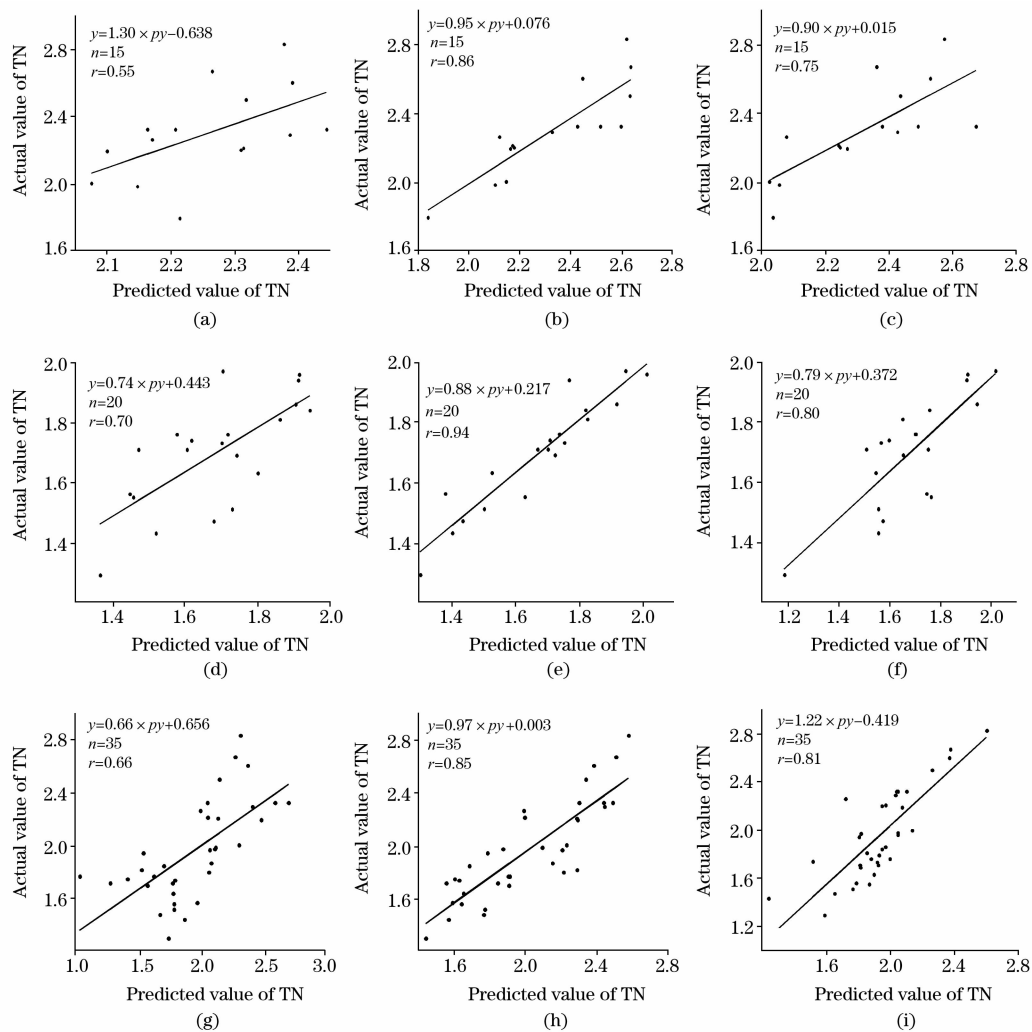 y=1.30 × py−0.638
n=15
r=0.55
2.8
2.4
2.0
1.6
2.1 2.2 2.3 2.4
Actual value of TN
Predicted value of TN
(a)
y=0.95 × py+0.076
n=15
r=0.86
2.8
2.4
2.0
1.6
1.8 2.0 2.2 2.4 2.6 2.8
Actual value of TN
Predicted value of TN
(b)
y=0.90 × py+0.015
n=15
r=0.75
2.8
2.4
2.0
1.6
2.0 2.2 2.4 2.6 2.8
Actual value of TN
Predicted value of TN
(c)
y=0.74 × py+0.443
n=20
r=0.70
2.0
1.8
1.6
1.4
1.4 1.6 1.8 2.0
Actual value of TN
Predicted value of TN
(d)
y=0.88 × py+0.217
n=20
r=0.94
2.0
1.8
1.6
1.4
1.4 1.6 1.8 2.0
Actual value of TN
Predicted value of TN
(e)
y=0.79 × py+0.372
n=20
r=0.80
2.0
1.8
1.6
1.4
1.2 1.4 1.6 1.8 2.0
Actual value of TN
Predicted value of TN
(f)
y=0.66 × py+0.656
n=35
r=0.66
2.8
2.4
2.0
1.6
1.0 1.5 2.0 2.5 3.0
Actual value of TN
Predicted value of TN
(g)
y=0.97 × py+0.003
n=35
r=0.85
2.8
2.4
2.0
1.6
1.6 2.0 2.4 2.8
Actual value of TN
Predicted value of TN
(h)
y=1.22 × py−0.419
n=35
r=0.81
2.8
2.4
2.0
1.6
1.2
1.6 2.0 2.4 2.8
Actual value of TN
Predicted value of TN
(i)